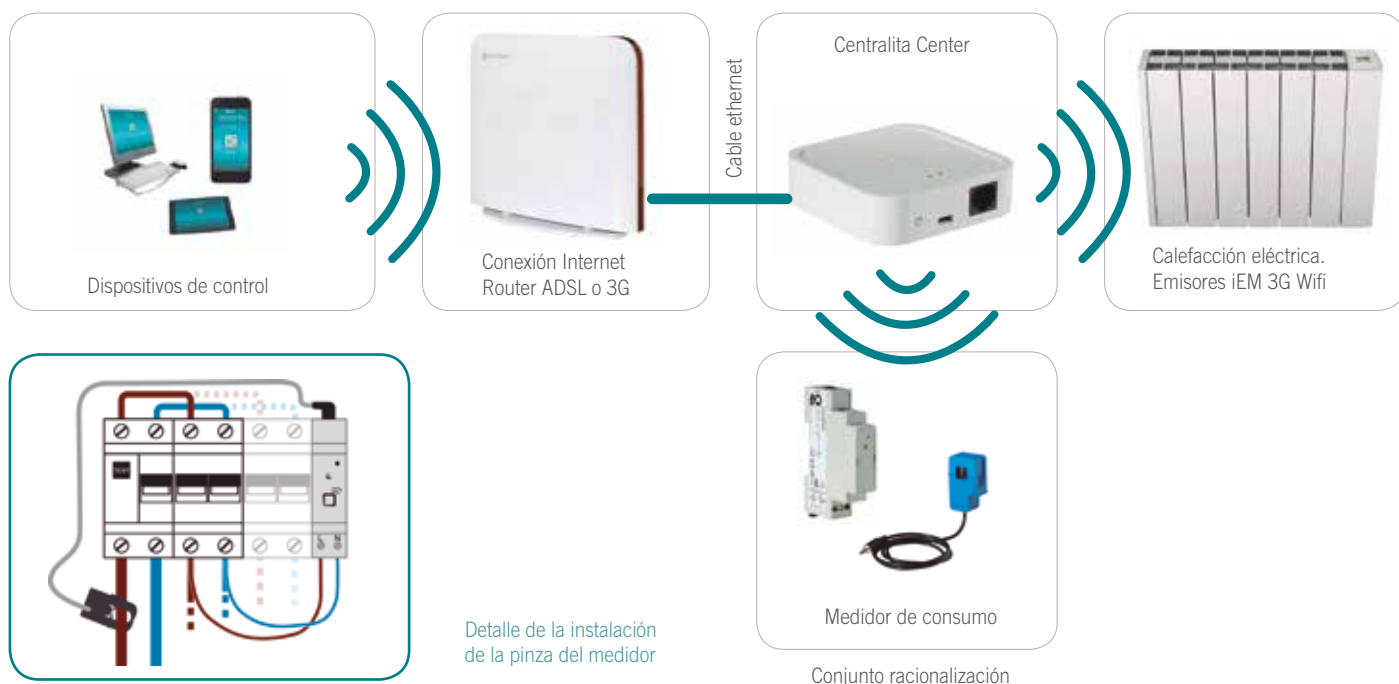 Dispositivos de control
Conexión Internet
Router ADSL o 3G
Cable ethernet
Centralita Center
Calefacción eléctrica.
Emisores iEM 3G Wifi
Detalle de la instalación
de la pinza del medidor
Medidor de consumo
Conjunto racionalización